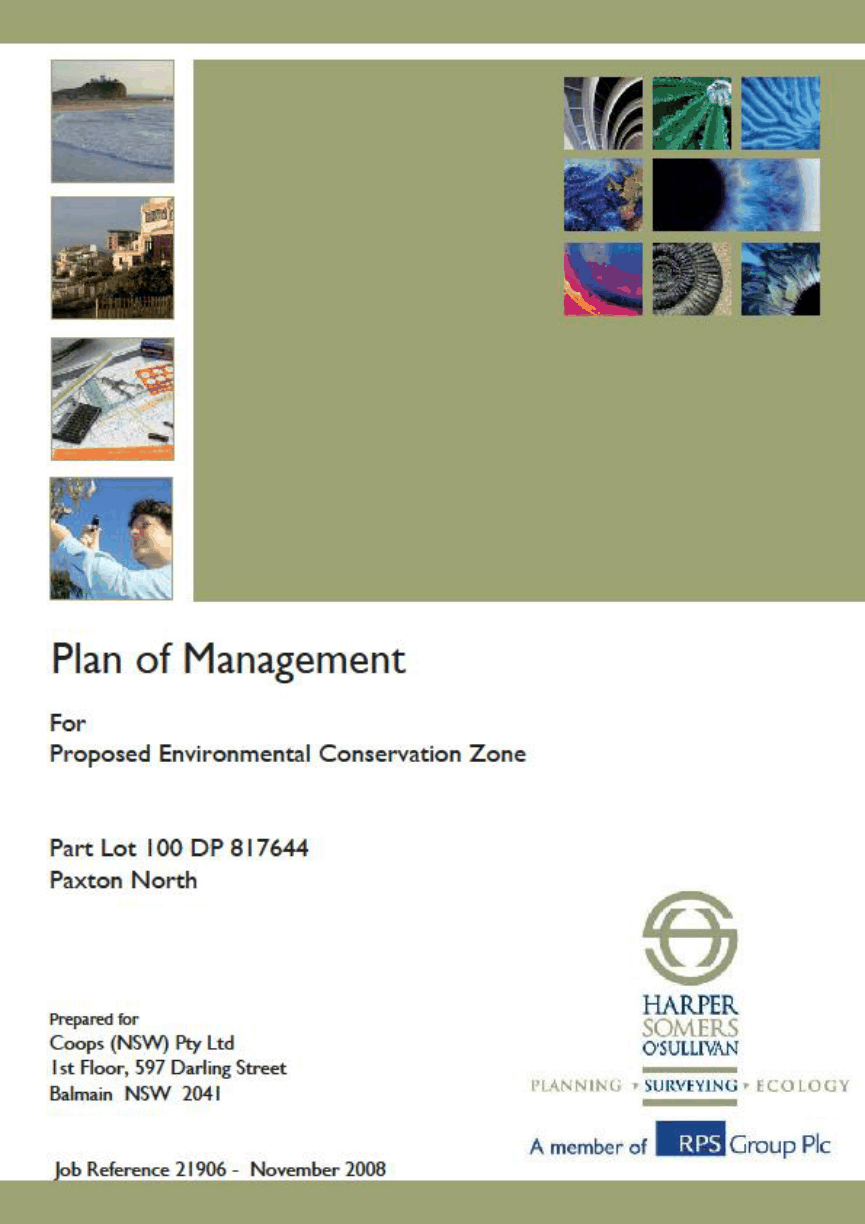 Plan of Management
For
Proposed Environmental Conservation Zone
Part Lot 100 DP 817644
Paxton North
Prepared for
Coops (NSW) Pty Ltd
1st Floor, 597 Darling Street
Balmain NSW 2041
Job Reference 21906 - November 2008
HARPER
SOMERS
O'SULLIVAN
PLANNING • SURVEYING • ECOLOGY
A member of RPS Group Plc